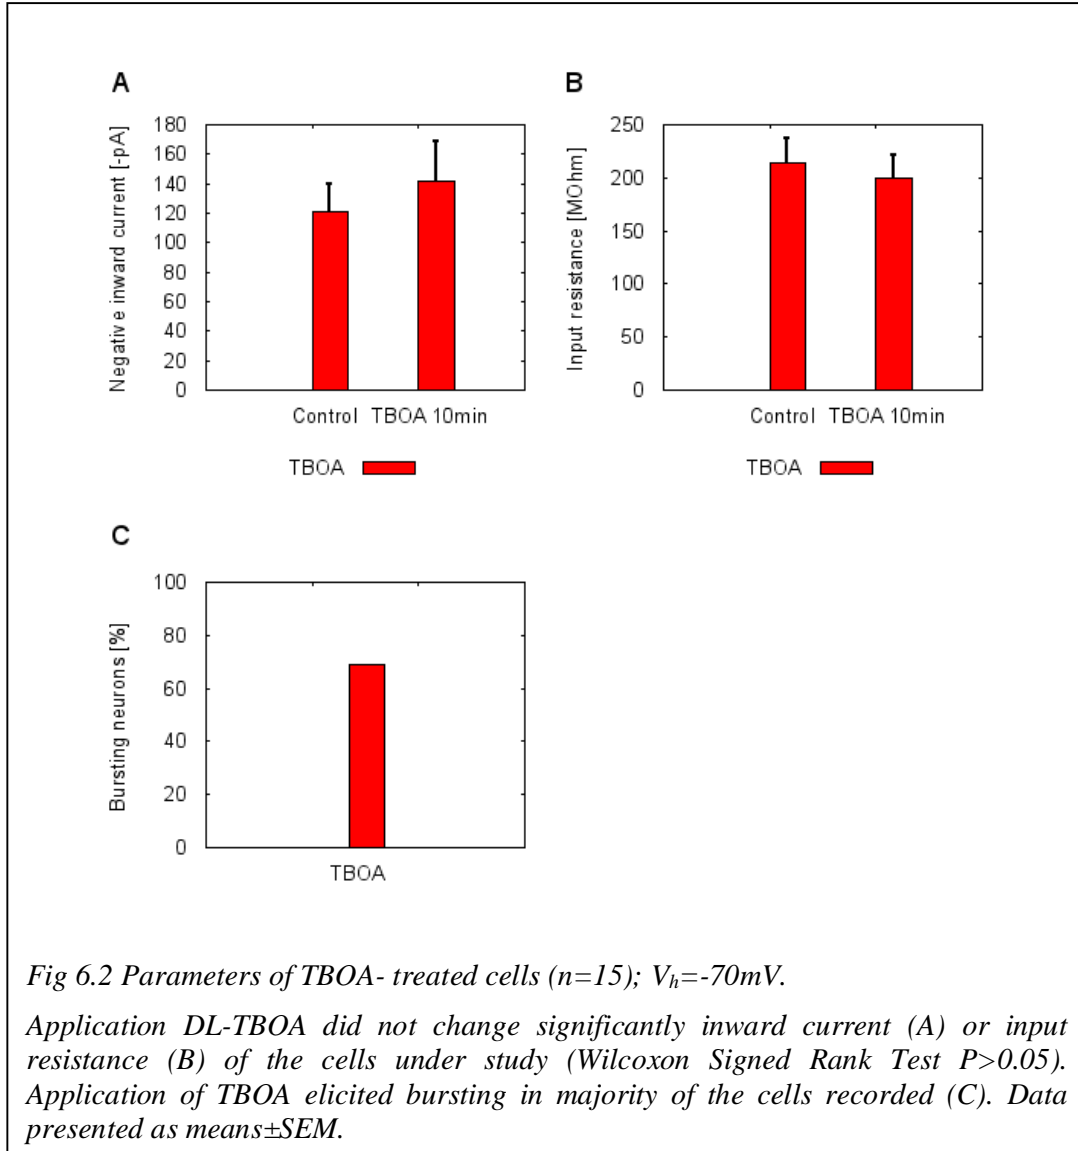 A
Negative inward current [-pA]
180
160
140
120
100
80
60
40
20
0
Control TBOA 10min
TBOA
B
Input resistance [MOhm]
250
200
150
100
50
0
Control TBOA 10min
TBOA
C
Bursting neurons [%]
100
80
60
40
20
0
TBOA
Fig 6.2 Parameters of TBOA- treated cells (n=15); Vh=-70mV.
Application DL-TBOA did not change significantly inward current (A) or input
resistance (B) of the cells under study (Wilcoxon Signed Rank Test P>0.05).
Application of TBOA elicited bursting in majority of the cells recorded (C). Data
presented as means±SEM.